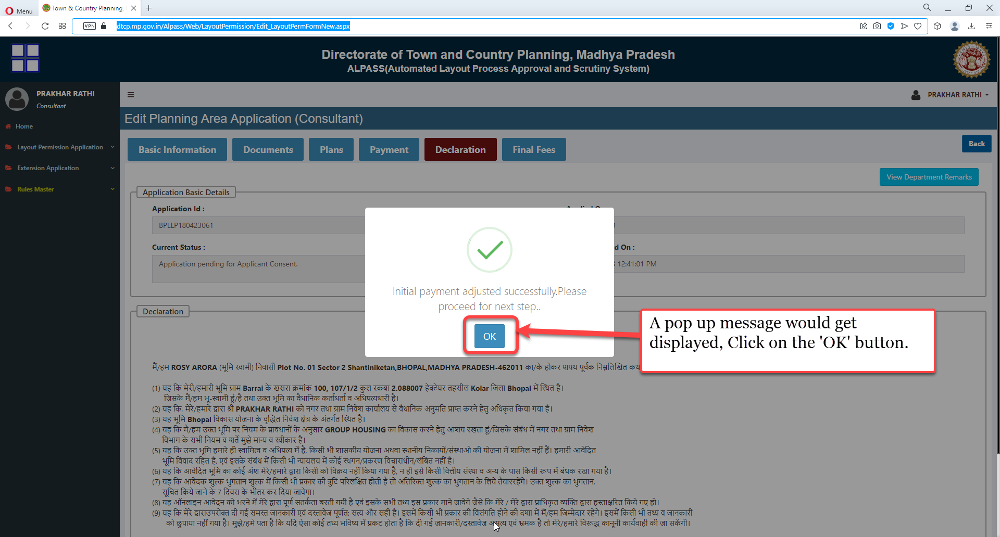 Menu
Town & Country Planning,
VPN
dtcp.mp.gov.in/Alpass/Web/LayoutPermission/Edit_LayoutPermFormNew.aspx
Directorate of Town and Country Planning, Madhya Pradesh
ALPASS(Automated Layout Process Approval and Scrutiny System)
PRAKHAR RATHI
Consultant
PRAKHAR RATHI
Home
Layout Permission Application
Extension Application
Rules Master
Edit Planning Area Application (Consultant)
Basic Information
Documents
Plans
Payment
Declaration
Final Fees
Back
View Department Remarks
Application Basic Details
Application Id :
BPLLP180423061
Current Status :
d On :
Application pending for Applicant Consent.
12:41:01 PM
Initial payment adjusted successfully.Please
proceed for next step..
OK
A pop up message would get
displayed, Click on the 'OK' button.
Declaration
मैं/हम ROSY ARORA (भूमि स्वामी) निवासी Plot No. 01 Sector 2 Shantiniketan,BHOPAL,MADHYA PRADESH-462011 का/के होकर शपथ पूर्वक निम्नलिखित कथ
(1) यह कि मेरी/हमारी भूमि ग्राम Barrai के खसरा क्रमांक 100, 107/1/2 कुल रकबा 2.088007 हेक्टेयर तहसील Kolar जिला Bhopal में स्थित है।
जिसके मैं/हम भू-स्वामी हूं/है तथा उक्त भूमि का वैधानिक कर्ताधर्ता व अधिपत्यधारी है।
(2) यह कि, मेरे/हमारे द्वारा श्री PRAKHAR RATHI को नगर तथा ग्राम निवेश कार्यालय से वैधानिक अनुमति प्राप्त करने हेतु अधिकृत किया गया है।
(3) यह भूमि Bhopal विकास योजना के वृद्धित निवेश क्षेत्र के अंतर्गत स्थित है।
(4) यह कि मै/हम उक्त भूमि पर नियम के प्रावधानों के अनुसार GROUP HOUSING का विकास करने हेतु आशय रखता हूं/जिसके संबंध में नगर तथा ग्राम निवेश
विभाग के सभी नियम व शर्ते मुझे मान्य व स्वीकार है।
(5) यह कि उक्त भूमि हमारे ही स्वामित्व व अधिपत्य में है, किसी भी शासकीय योजना अथवा स्थानीय निकायों/संस्थाओ की योजना में शामिल नहीं हैं। हमारी आवेदित
भूमि विवाद रहित है, एवं इसके संबंध में किसी भी न्यायलय में कोई स्थगन/प्रकरण विचाराधीन/लंबित नहीं है।
(6) यह कि आवेदित भूमि का कोई अंश मेरे/हमारे द्वारा किसी को विक्रय नहीं किया गया है, न ही इसे किसी वित्तीय संस्था व अन्य के पास किसी रूप में बंधक रखा गया है।
(7) यह कि आवेदक शुल्क भुगतान शुल्क में किसी भी प्रकार की त्रुटि परिलक्षित होती है तो अतिरिक्त शुल्क का भुगतान के लिये तैयाररहेंगे। उक्त शुल्क का भुगतान,
सूचित किये जाने के 7 दिवस के भीतर कर दिया जावेगा।
(8) यह ऑनलाइन आवेदन को भरने में मेरे द्वारा पूर्ण सतर्कता बरती गयी है एवं इसके सभी तथ्य इस प्रकार माने जावेगे जैसे कि मेरे / मेरे द्वारा प्राधिकृत व्यक्ति द्वारा हस्ताक्षरित किये गए हो।
(9) यह कि मेरे द्वाराउपरोक्त दी गई समस्त जानकारी एवं दस्तावेज पूर्णत: सत्य और सही है। इसमें किसी भी प्रकार की विसंगति होने की दशा में मैं/हम जिम्मेदार रहेगे। इसमें किसी भी तथ्य व जानकारी
को छुपाया नहीं गया है। मुझे/हमे पता है कि यदि ऐसा कोई तथ्य भविष्य में प्रकट होता है कि दी गई जानकारी/दस्तावेज असत्य एवं भ्रमक है तो मेरे/हमारे विरूद्ध कानूनी कार्यवाही की जा सकेंगी।